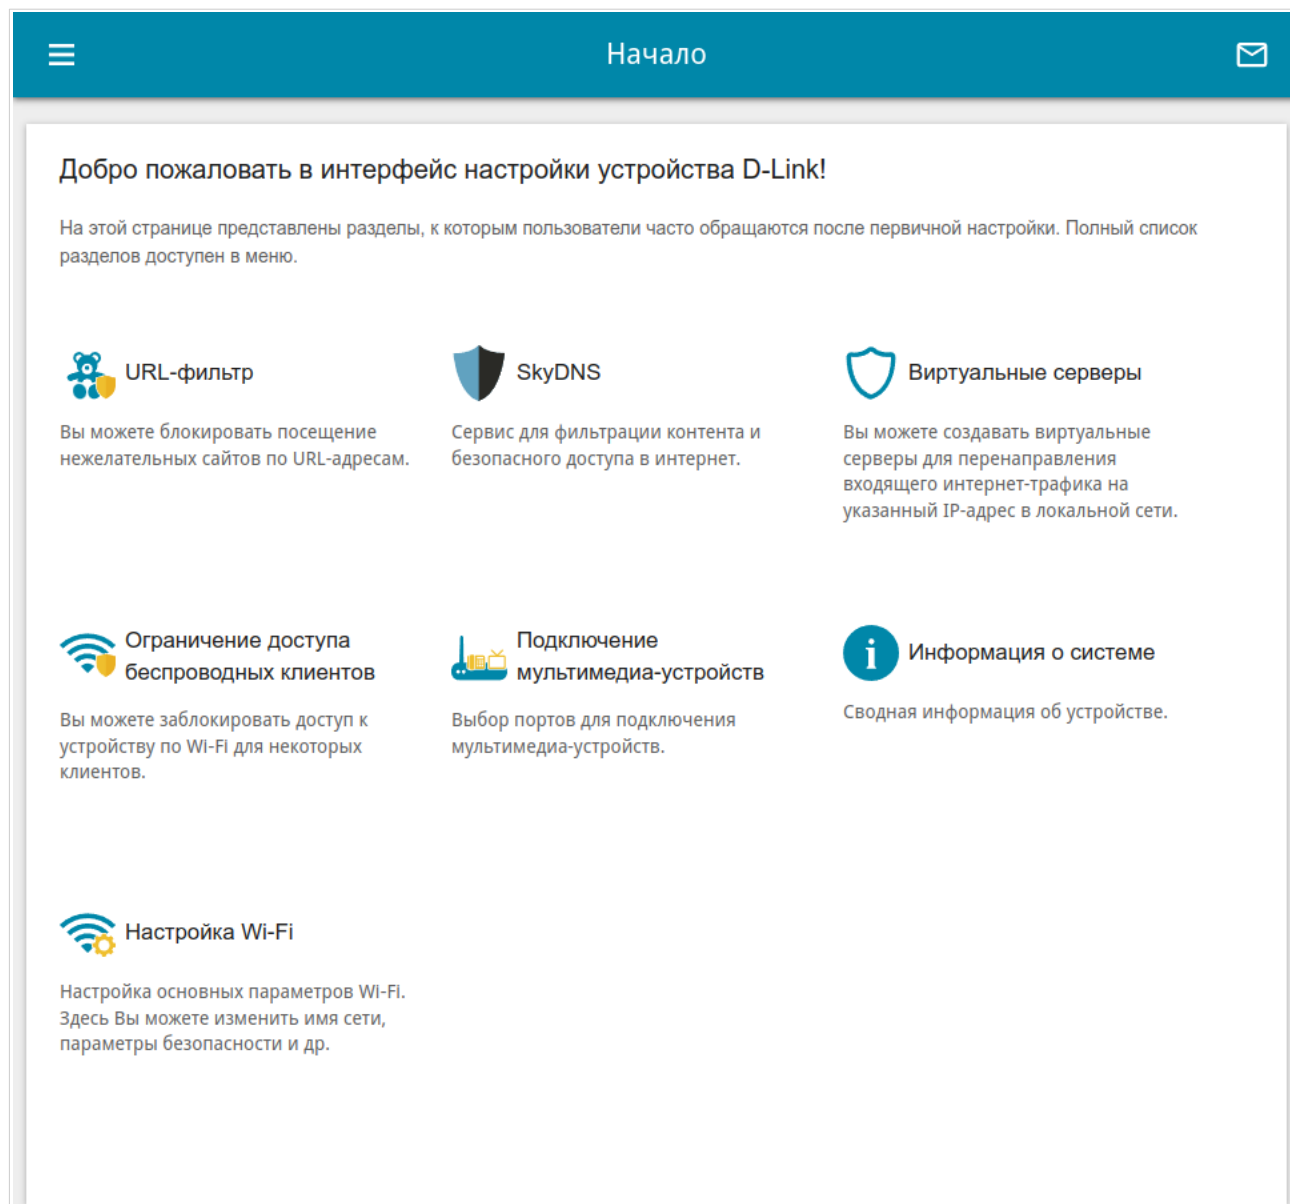 Начало
Добро пожаловать в интерфейс настройки устройства D-Link!
На этой странице представлены разделы, к которым пользователи часто обращаются после первичной настройки. Полный список
разделов доступен в меню.
URL-фильтр
Вы можете блокировать посещение
нежелательных сайтов по URL-адресам.
SkyDNS
Сервис для фильтрации контента и
безопасного доступа в интернет.
Виртуальные серверы
Вы можете создавать виртуальные
серверы для перенаправления
входящего интернет-трафика на
указанный IP-адрес в локальной сети.
Ограничение доступа
беспроводных клиентов
Вы можете заблокировать доступ к
устройству по Wi-Fi для некоторых
клиентов.
Подключение
мультимедиа-устройств
Выбор портов для подключения
мультимедиа-устройств.
Информация о системе
Сводная информация об устройстве.
Настройка Wi-Fi
Настройка основных параметров Wi-Fi.
Здесь Вы можете изменить имя сети,
параметры безопасности и др.